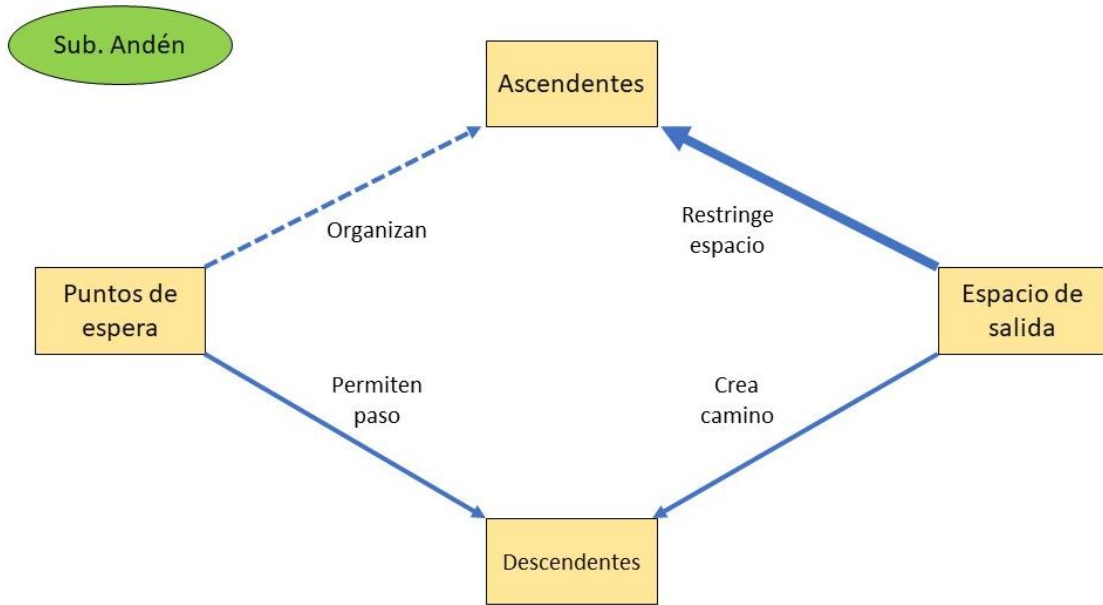 Sub. Andén
Ascendentes
Organizan
Restringe
espacio
Puntos de
espera
Espacio de
salida
Permiten
paso
Crea
camino
Descendentes